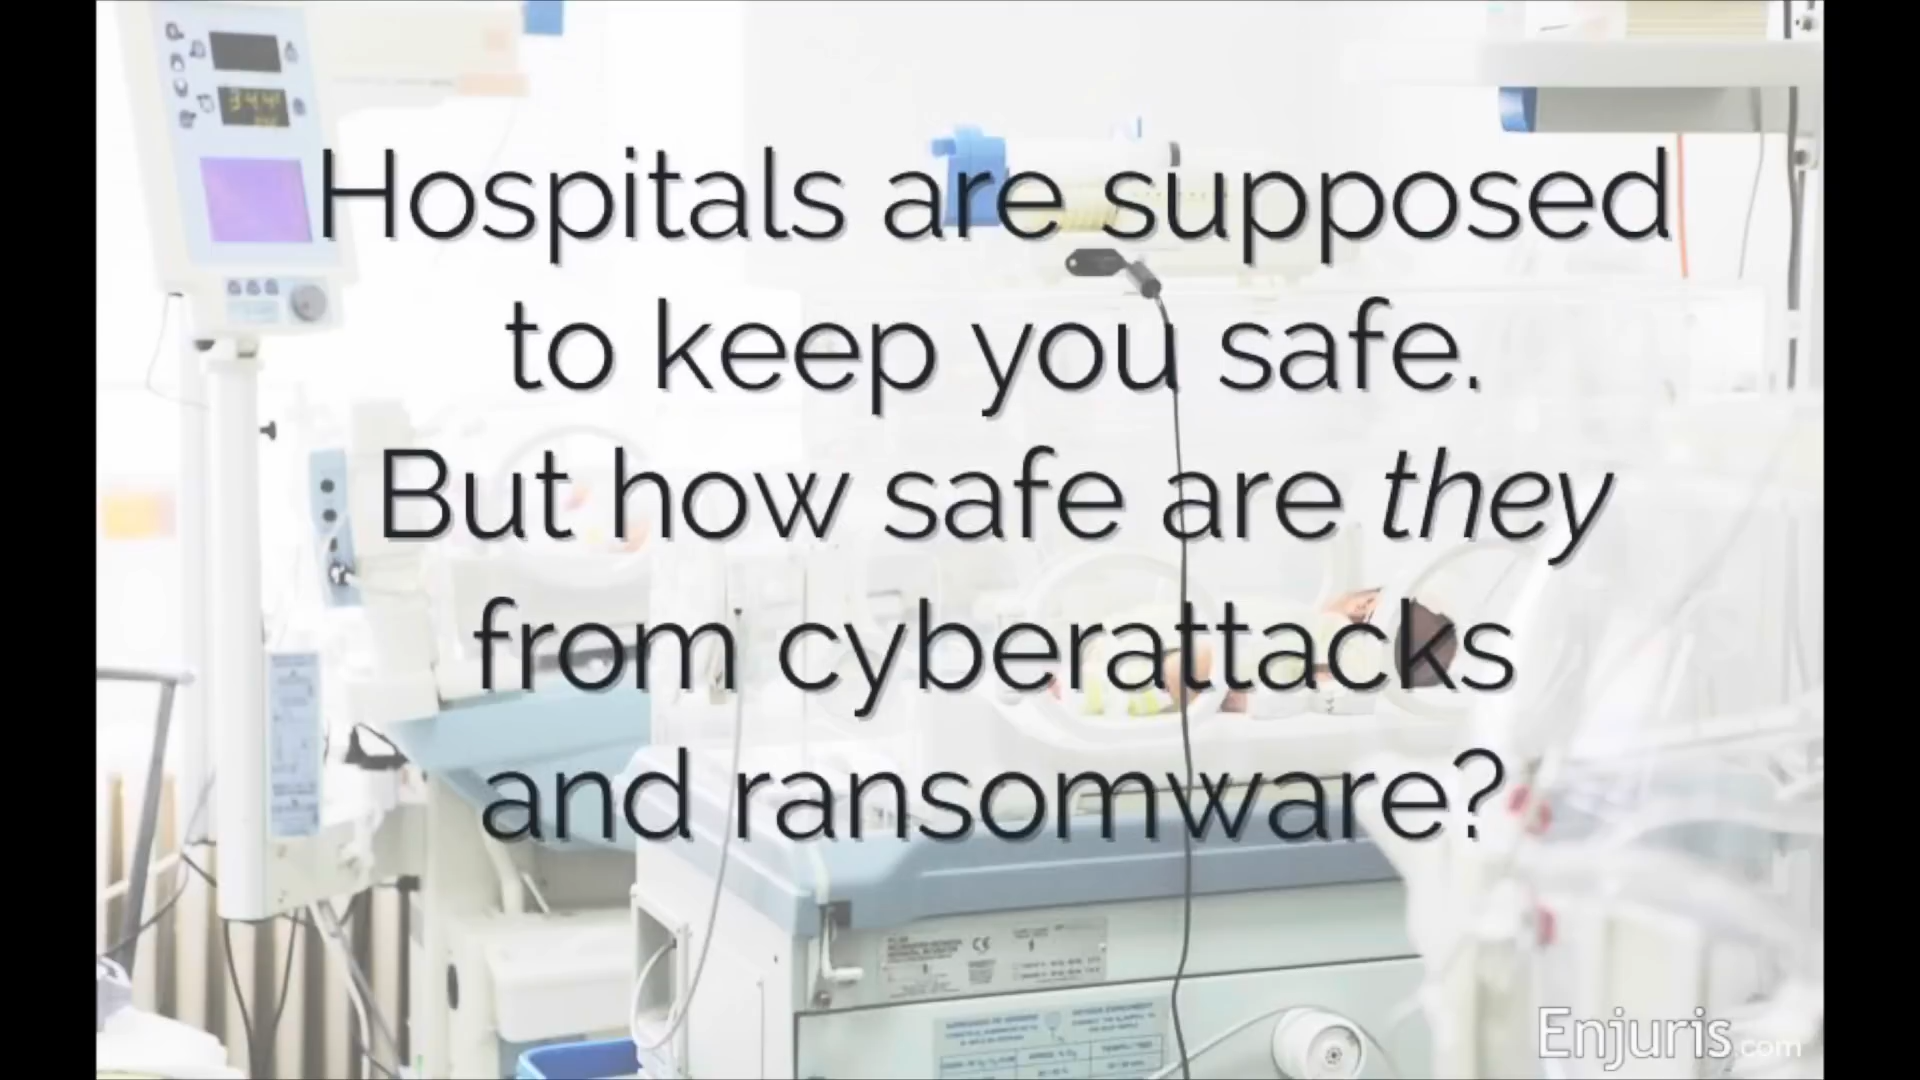 Hospitals are supposed
to keep you safe.
But how safe are they
from cyberattacks
and ransomware?
Enjuris.com